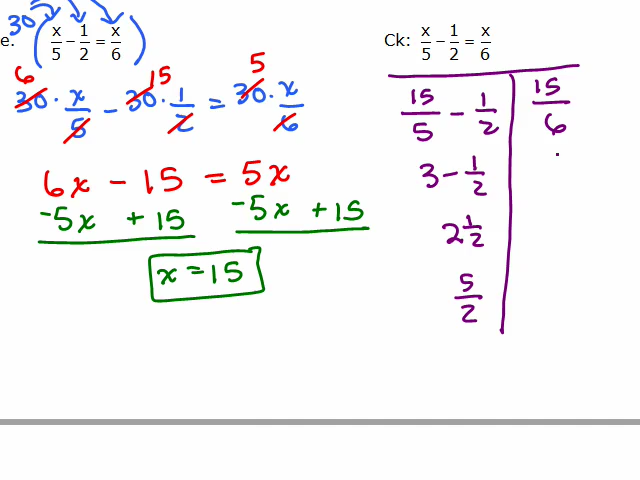 e. 30 ( x/5 − 1/2 = x/6 )
6 15 5
30 · x/5 − 30 · 1/2 = 30 · x/6
6x − 15 = 5x
−5x + 15 −5x + 15
x = 15
Ck: x/5 − 1/2 = x/6
15/5 − 1/2 | 15/6
3 − 1/2
2 1/2
5/2